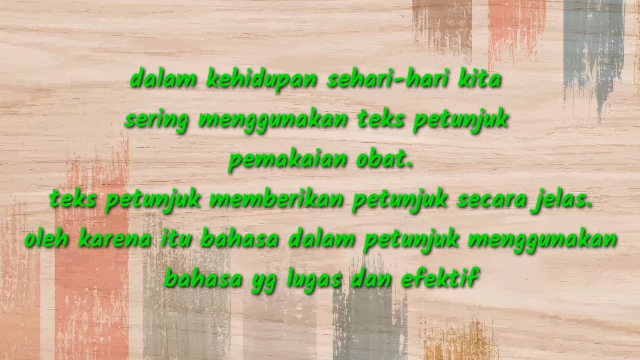 dalam kehidupan sehari-hari kita
sering menggunakan teks petunjuk
pemakaian obat.
teks petunjuk memberikan petunjuk secara jelas.
oleh karena itu bahasa dalam petunjuk menggunakan
bahasa yg lugas dan efektif